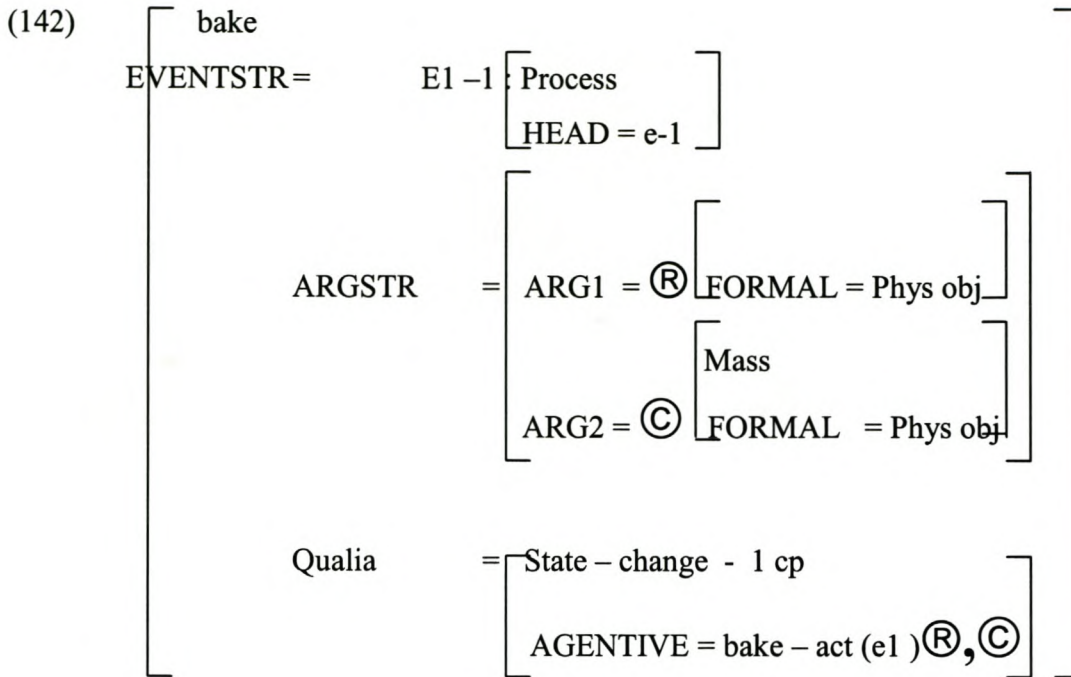 (142) bake
EVENTSTR= E1 –1 : Process
HEAD = e-1
ARGSTR = ARG1 = ® FORMAL = Phys obj
Mass
ARG2 = © FORMAL = Phys obj
Qualia = State – change - 1 cp
AGENTIVE = bake – act (e1 )®,©